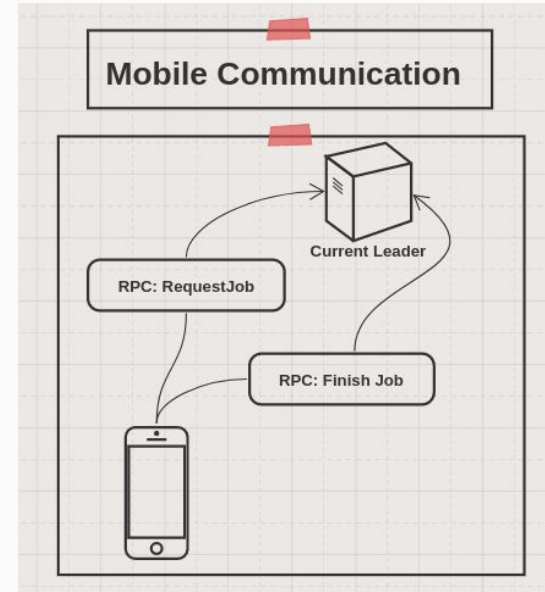 Mobile Communication
Current Leader
RPC: RequestJob
RPC: Finish Job